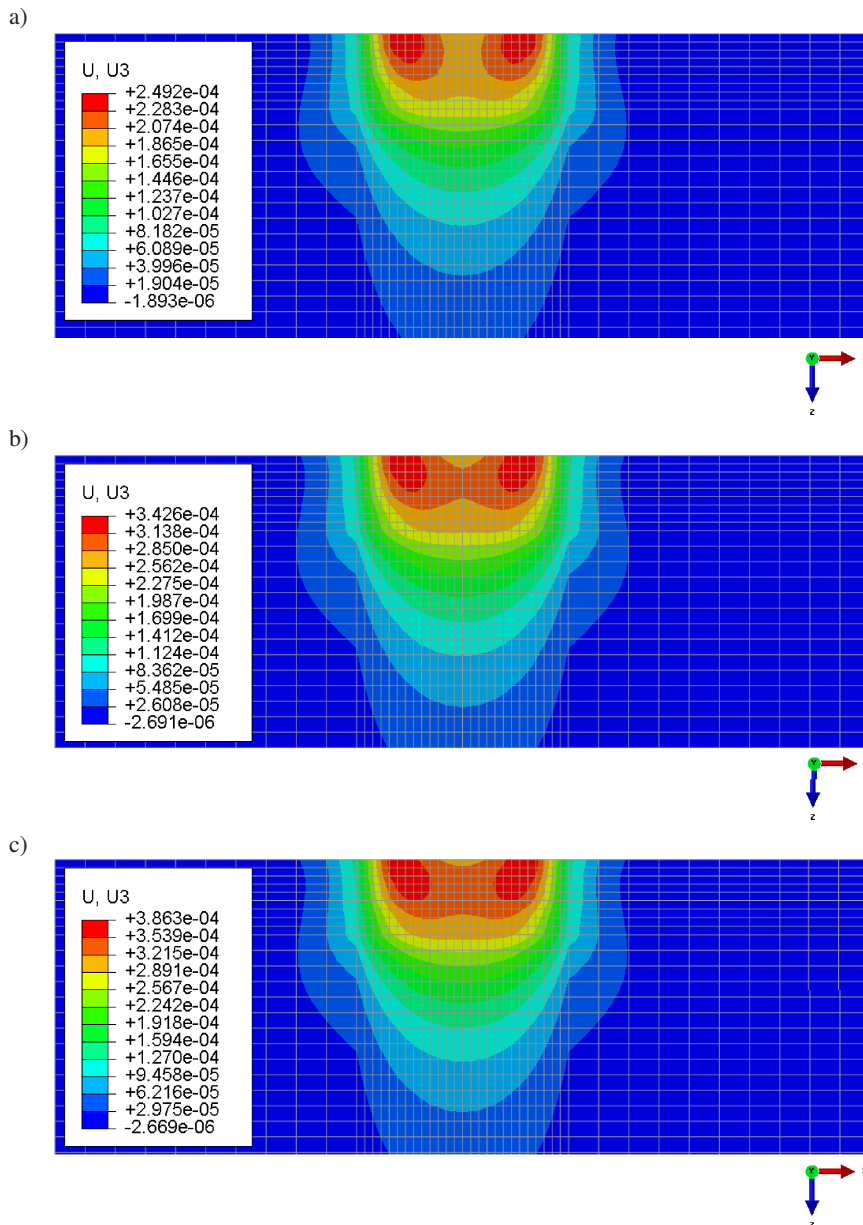 a)
U, U3
+2.492e-04
+2.283e-04
+2.074e-04
+1.865e-04
+1.655e-04
+1.446e-04
+1.237e-04
+1.027e-04
+8.182e-05
+6.089e-05
+3.996e-05
+1.904e-05
-1.893e-06
Y
z
b)
U, U3
+3.426e-04
+3.138e-04
+2.850e-04
+2.562e-04
+2.275e-04
+1.987e-04
+1.699e-04
+1.412e-04
+1.124e-04
+8.362e-05
+5.485e-05
+2.608e-05
-2.691e-06
Y
z
c)
U, U3
+3.863e-04
+3.539e-04
+3.215e-04
+2.891e-04
+2.567e-04
+2.242e-04
+1.918e-04
+1.594e-04
+1.270e-04
+9.458e-05
+6.216e-05
+2.975e-05
-2.669e-06
Y
z